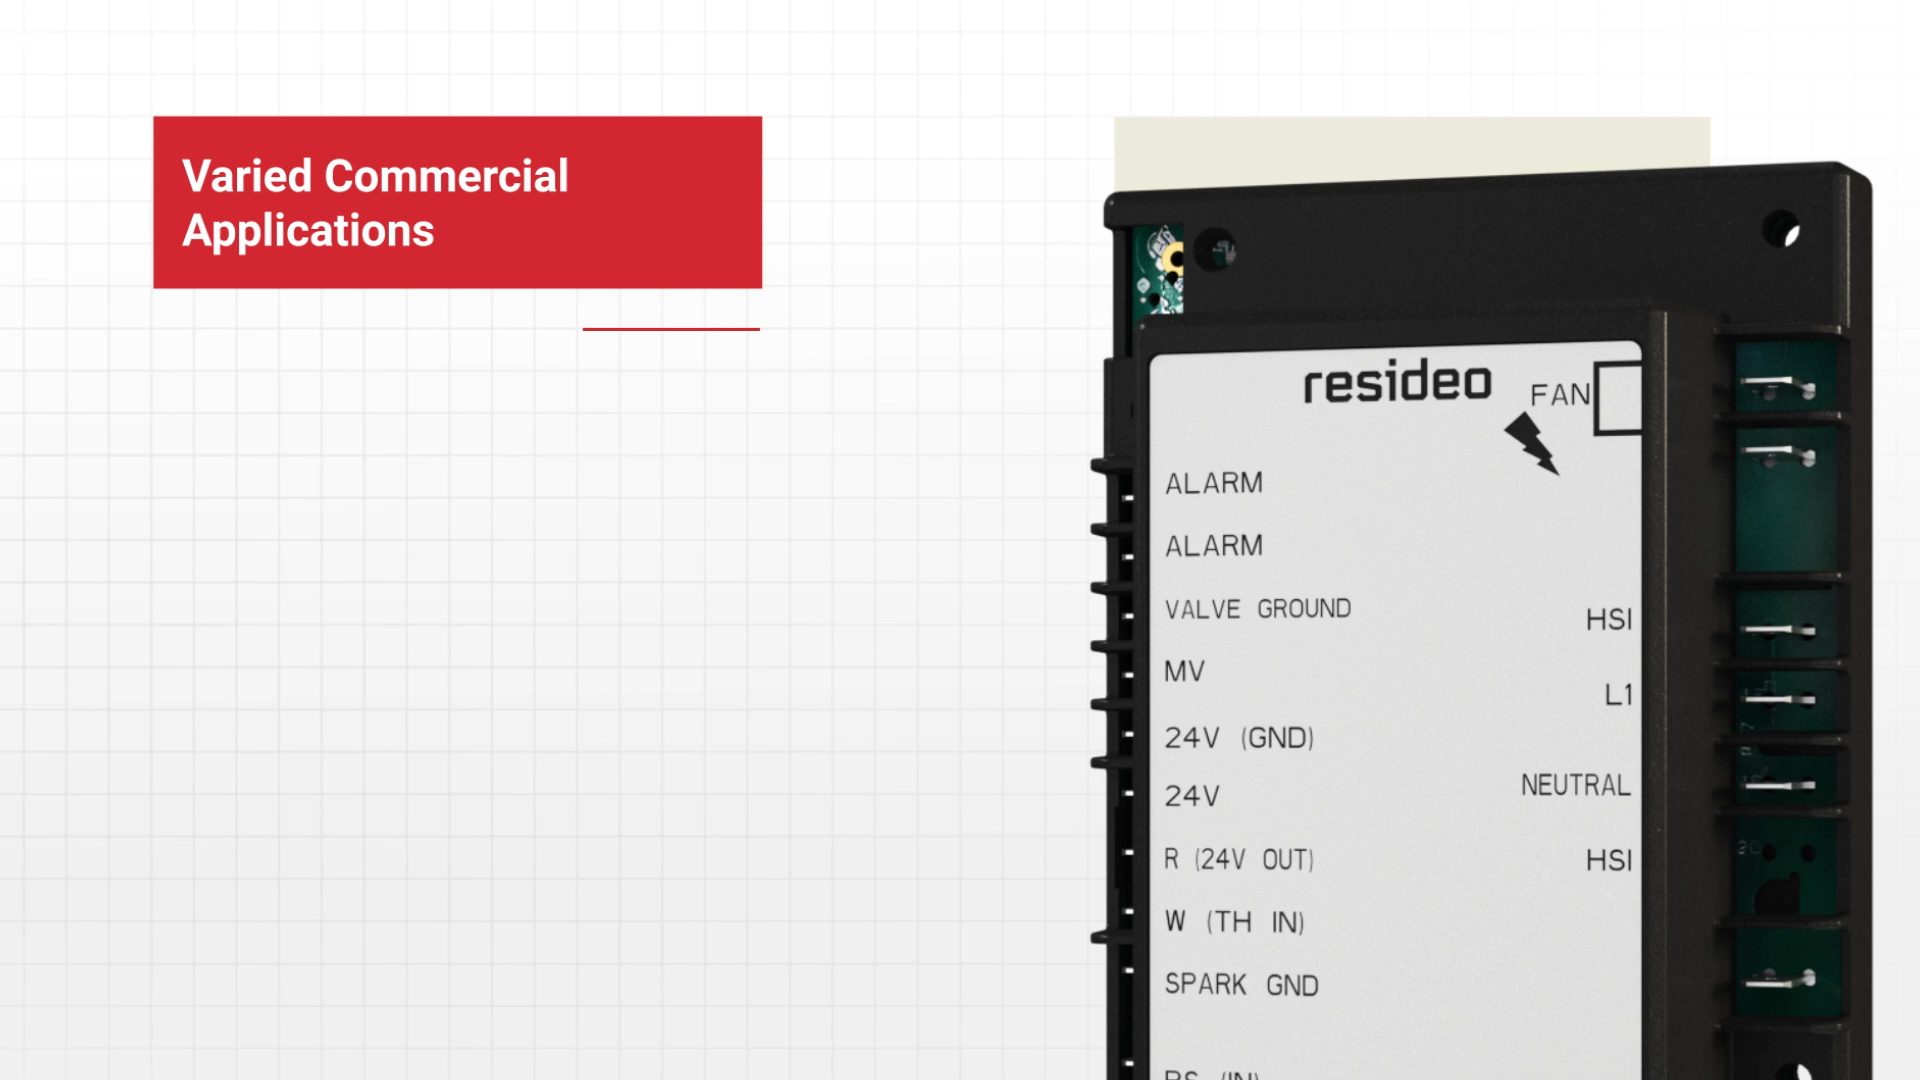 Varied Commercial
Applications
resideo
FAN
ALARM
ALARM
VALVE GROUND
HSI
MV
L1
24V (GND)
24V
NEUTRAL
R (24V OUT)
HSI
W (TH IN)
SPARK GND